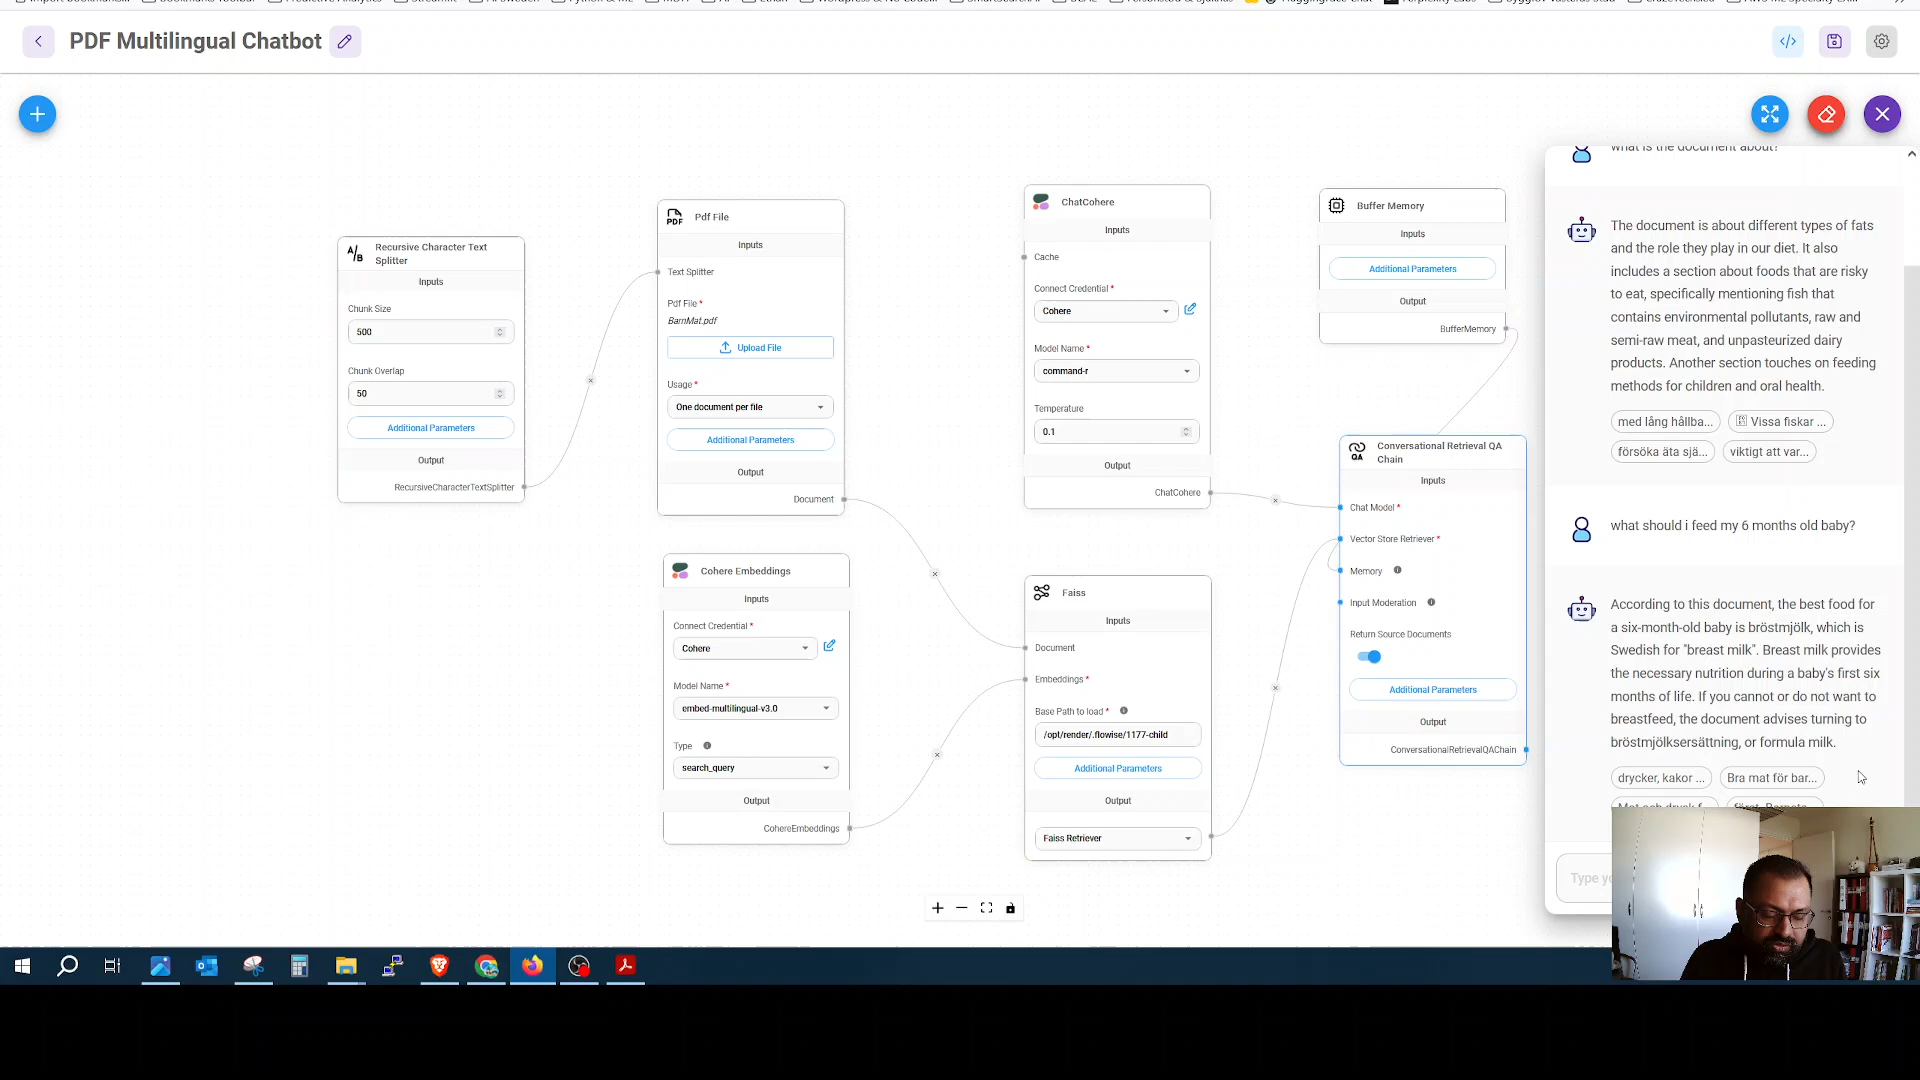 PDF Multilingual Chatbot
Recursive Character Text
Splitter
Inputs
Chunk Size
500
Chunk Overlap
50
Additional Parameters
Output
RecursiveCharacterTextSplitter
PDF
Pdf File
Inputs
Text Splitter
Pdf File *
BarnMat.pdf
Upload File
Usage *
One document per file
Additional Parameters
Output
Document
Cohere Embeddings
Inputs
Connect Credential *
Cohere
Model Name *
embed-multilingual-v3.0
Type
search_query
Output
CohereEmbeddings
ChatCohere
Inputs
Cache
Connect Credential *
Cohere
Model Name *
command-r
Temperature
0.1
Output
ChatCohere
Faiss
Inputs
Document
Embeddings *
Base Path to load *
/opt/render/.flowise/1177-child
Additional Parameters
Output
Faiss Retriever
Buffer Memory
Inputs
Additional Parameters
Output
BufferMemory
QA
Conversational Retrieval QA
Chain
Inputs
Chat Model *
Vector Store Retriever *
Memory
Input Moderation
Return Source Documents
Additional Parameters
Output
ConversationalRetrievalQAChain
what is the document about?
The document is about different types of fats
and the role they play in our diet. It also
includes a section about foods that are risky
to eat, specifically mentioning fish that
contains environmental pollutants, raw and
semi-raw meat, and unpasteurized dairy
products. Another section touches on feeding
methods for children and oral health.
med lång hållba...
Vissa fiskar ...
försöka äta sjä...
viktigt att var...
what should i feed my 6 months old baby?
According to this document, the best food for
a six-month-old baby is bröstmjölk, which is
Swedish for "breast milk". Breast milk provides
the necessary nutrition during a baby's first six
months of life. If you cannot or do not want to
breastfeed, the document advises turning to
bröstmjölksersättning, or formula milk.
drycker, kakor ...
Bra mat för bar...